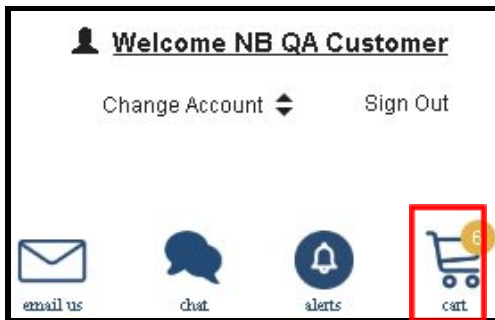 Welcome NB QA Customer
Change Account Sign Out
6
email us chat alerts cart